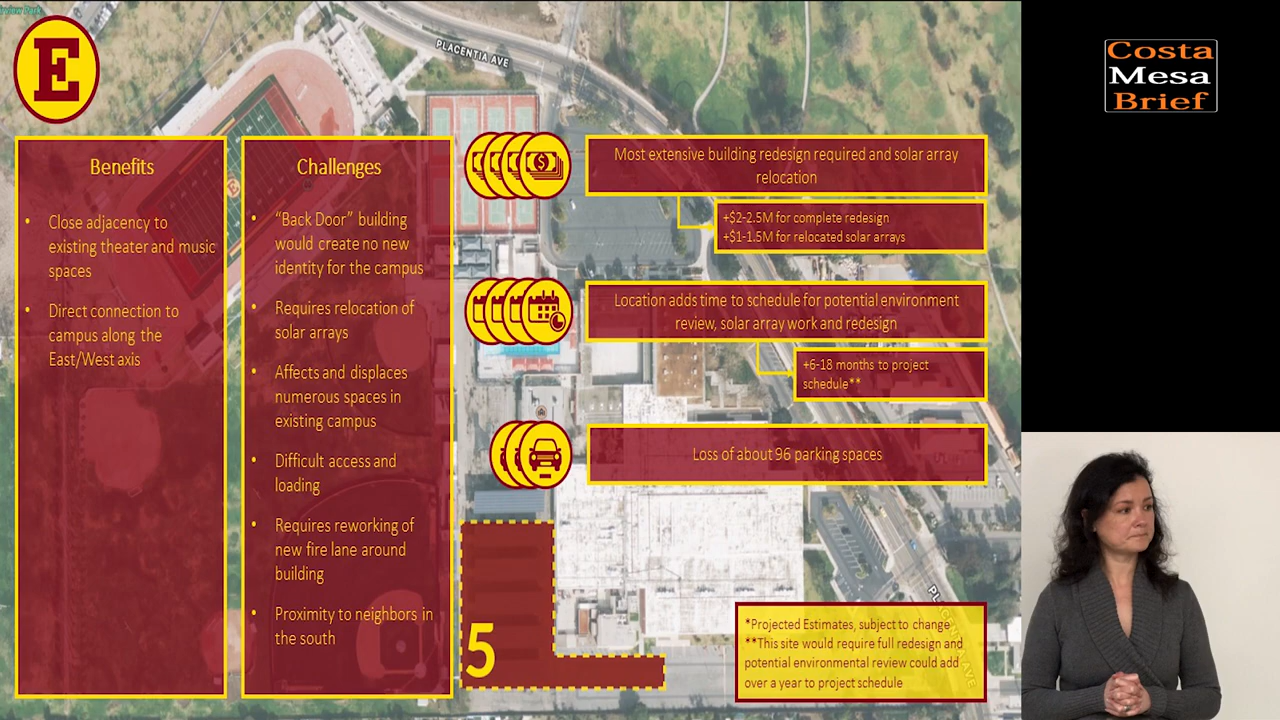 E
PLACENTIA AVE
Costa
Mesa
Brief
Benefits
• Close adjacency to
existing theater and music
spaces
• Direct connection to
campus along the
East/West axis
Challenges
• “Back Door” building
would create no new
identity for the campus
• Requires relocation of
solar arrays
• Affects and displaces
numerous spaces in
existing campus
• Difficult access and
loading
• Requires reworking of
new fire lane around
building
• Proximity to neighbors in
the south
Most extensive building redesign required and solar array
relocation
+$2-2.5M for complete redesign
+$1-1.5M for relocated solar arrays
Location adds time to schedule for potential environment
review, solar array work and redesign
+6-18 months to project
schedule**
Loss of about 96 parking spaces
5
*Projected Estimates, subject to change
**This site would require full redesign and
potential environmental review could add
over a year to project schedule